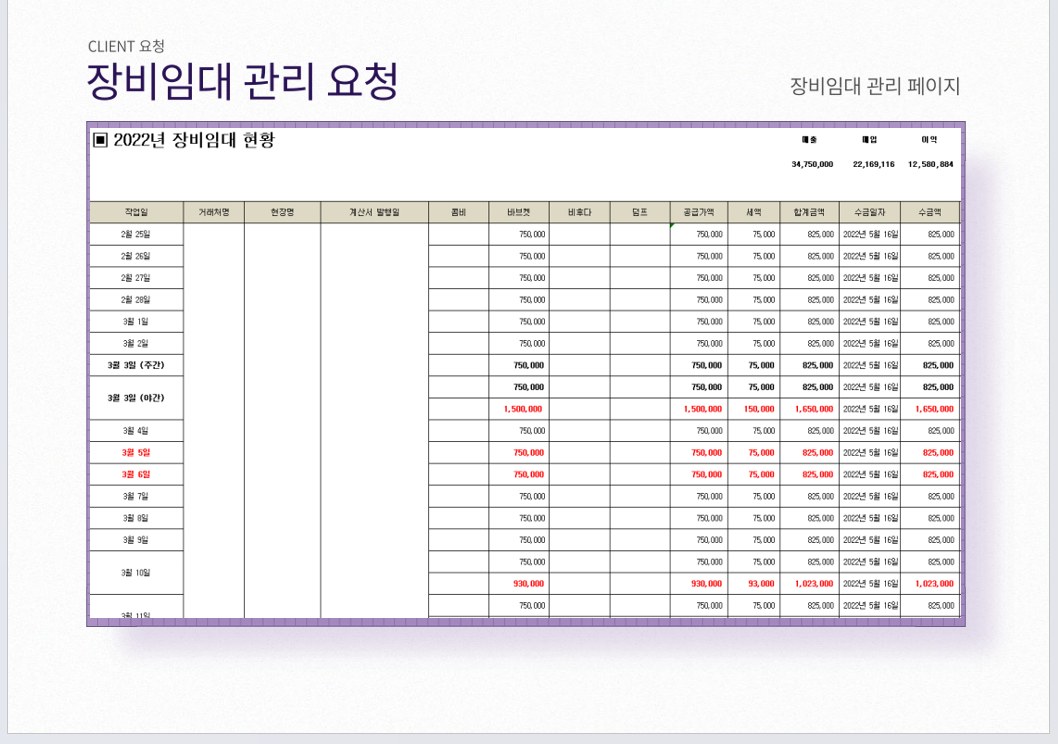 CLIENT 요청
장비임대 관리 요청
장비임대 관리 페이지
▣ 2022년 장비임대 현황
매출 매입 이익
34,750,000 22,169,116 12,580,884
작업일 거래처명 현장명 계산서 발행일 콤비 바브켓 비후다 덤프 공급가액 세액 합계금액 수금일자 수금액
2월 25일 750,000 750,000 75,000 825,000 2022년 5월 16일 825,000
2월 26일 750,000 750,000 75,000 825,000 2022년 5월 16일 825,000
2월 27일 750,000 750,000 75,000 825,000 2022년 5월 16일 825,000
2월 28일 750,000 750,000 75,000 825,000 2022년 5월 16일 825,000
3월 1일 750,000 750,000 75,000 825,000 2022년 5월 16일 825,000
3월 2일 750,000 750,000 75,000 825,000 2022년 5월 16일 825,000
3월 3일 (주간) 750,000 750,000 75,000 825,000 2022년 5월 16일 825,000
3월 3일 (야간) 750,000 750,000 75,000 825,000 2022년 5월 16일 825,000
1,500,000 1,500,000 150,000 1,650,000 2022년 5월 16일 1,650,000
3월 4일 750,000 750,000 75,000 825,000 2022년 5월 16일 825,000
3월 5일 750,000 750,000 75,000 825,000 2022년 5월 16일 825,000
3월 6일 750,000 750,000 75,000 825,000 2022년 5월 16일 825,000
3월 7일 750,000 750,000 75,000 825,000 2022년 5월 16일 825,000
3월 8일 750,000 750,000 75,000 825,000 2022년 5월 16일 825,000
3월 9일 750,000 750,000 75,000 825,000 2022년 5월 16일 825,000
3월 10일 750,000 750,000 75,000 825,000 2022년 5월 16일 825,000
930,000 930,000 93,000 1,023,000 2022년 5월 16일 1,023,000
3월 11일 750,000 750,000 75,000 825,000 2022년 5월 16일 825,000